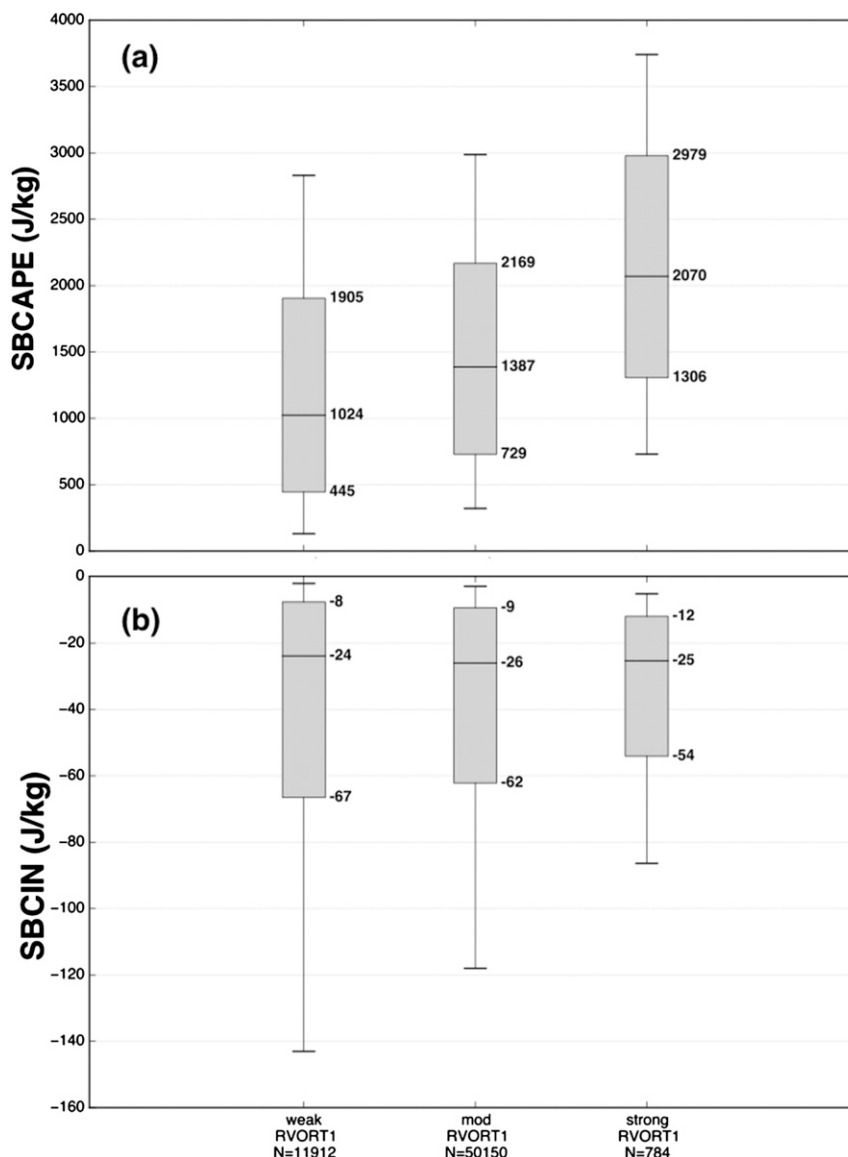 (a)
SBCAPE (J/kg)
4000
3500
3000
2500
2000
1500
1000
500
0
1905
1024
445
2169
1387
729
2979
2070
1306
(b)
SBCIN (J/kg)
0
−20
−40
−60
−80
−100
−120
−140
−160
-8
-24
-67
-9
-26
-62
-12
-25
-54
weak
RVORT1
N=11912
mod
RVORT1
N=50150
strong
RVORT1
N=784